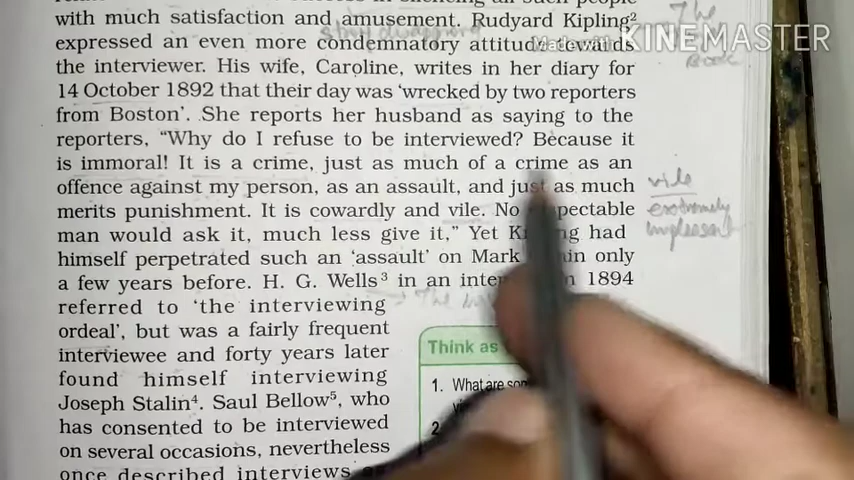 with much satisfaction and amusement. Rudyard Kipling²
expressed an even more condemnatory attitude towards
the interviewer. His wife, Caroline, writes in her diary for
14 October 1892 that their day was 'wrecked by two reporters
from Boston'. She reports her husband as saying to the
reporters, "Why do I refuse to be interviewed? Because it
is immoral! It is a crime, just as much of a crime as an
offence against my person, as an assault, and just as much
merits punishment. It is cowardly and vile. No
man would ask it, much less give it," Yet had
himself perpetrated such an 'assault' on Mark only
a few years before. H. G. Wells³ in an in 1894
referred to 'the interviewing
ordeal', but was a fairly frequent
interviewee and forty years later
found himself interviewing
Joseph Stalin⁴. Saul Bellow⁵, who
has consented to be interviewed
on several occasions, nevertheless
once described interviews
Think as
1. What are
2.
vile
Made with KINEMASTER